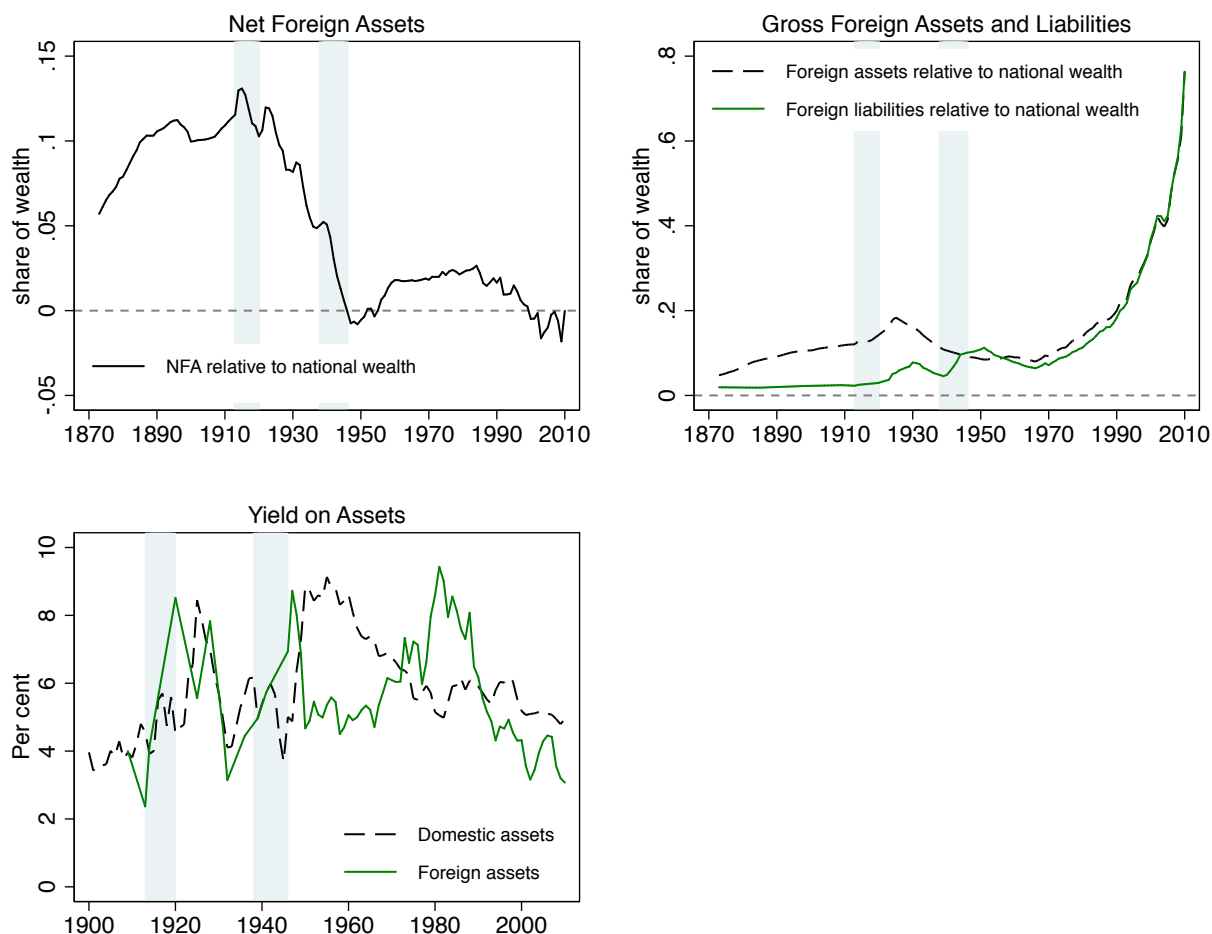 Net Foreign Assets
share of wealth
-.05 0 .05 .1 .15
NFA relative to national wealth
1870 1890 1910 1930 1950 1970 1990 2010
Gross Foreign Assets and Liabilities
share of wealth
0 .2 .4 .6 .8
Foreign assets relative to national wealth
Foreign liabilities relative to national wealth
1870 1890 1910 1930 1950 1970 1990 2010
Yield on Assets
Per cent
0 2 4 6 8 10
Domestic assets
Foreign assets
1900 1920 1940 1960 1980 2000